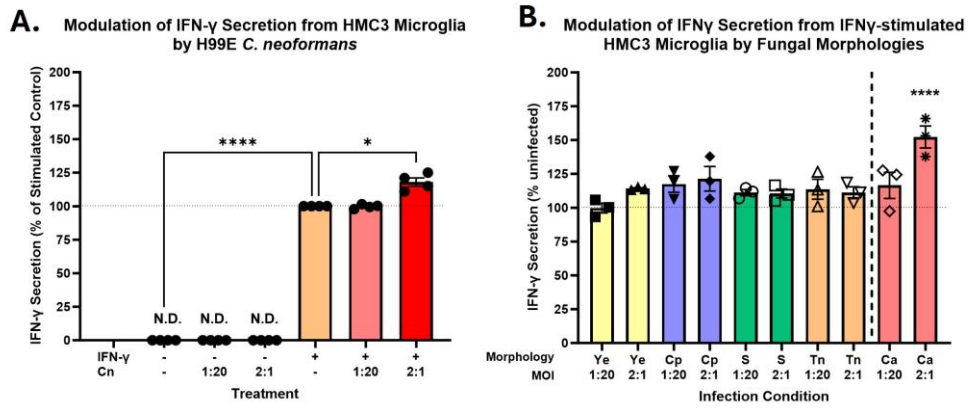 A.
Modulation of IFN-γ Secretion from HMC3 Microglia
by H99E C. neoformans
IFN-γ Secretion (% of Stimulated Control)
200
175
150
125
100
75
50
25
0
****
*
N.D. N.D. N.D.
IFN-γ - - - + + +
Cn - 1:20 2:1 - 1:20 2:1
Treatment
B.
Modulation of IFNγ Secretion from IFNγ-stimulated
HMC3 Microglia by Fungal Morphologies
IFN-γ Secretion (% uninfected)
200
175
150
125
100
75
50
25
0
****
Morphology Ye Ye Cp Cp S S Tn Tn Ca Ca
MOI 1:20 2:1 1:20 2:1 1:20 2:1 1:20 2:1 1:20 2:1
Infection Condition